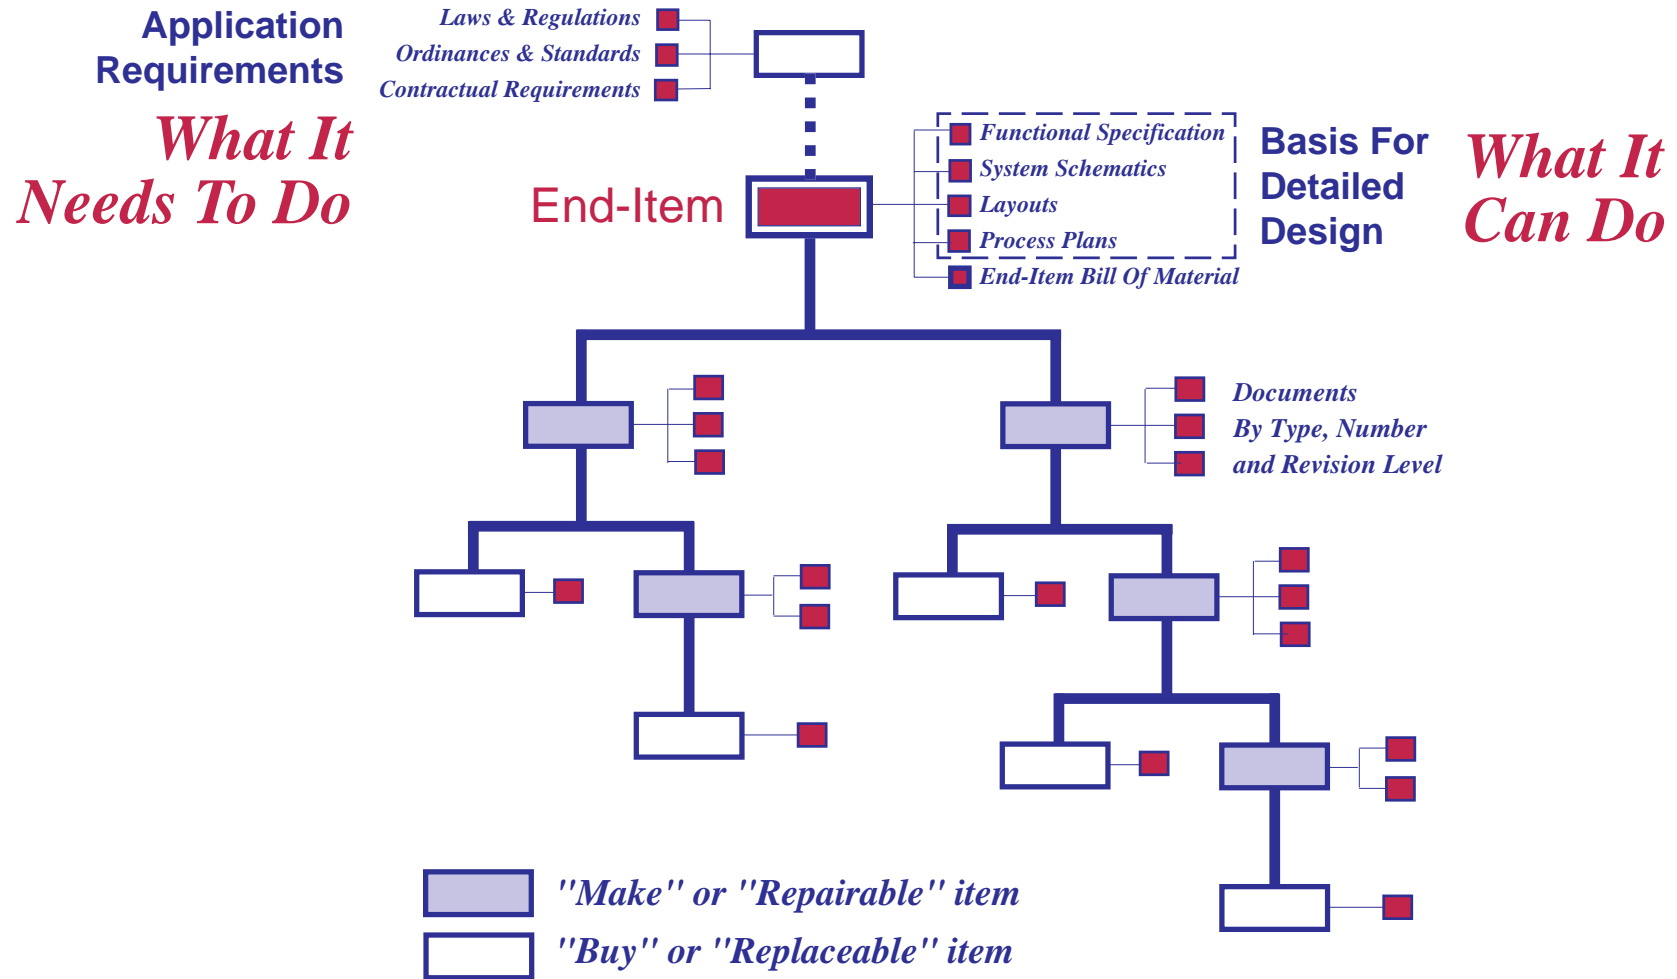 Application
Requirements
What It
Needs To Do
Laws & Regulations
Ordinances & Standards
Contractual Requirements
End-Item
Functional Specification
System Schematics
Layouts
Process Plans
End-Item Bill Of Material
Basis For
Detailed
Design
What It
Can Do
Documents
By Type, Number
and Revision Level
"Make" or "Repairable" item
"Buy" or "Replaceable" item